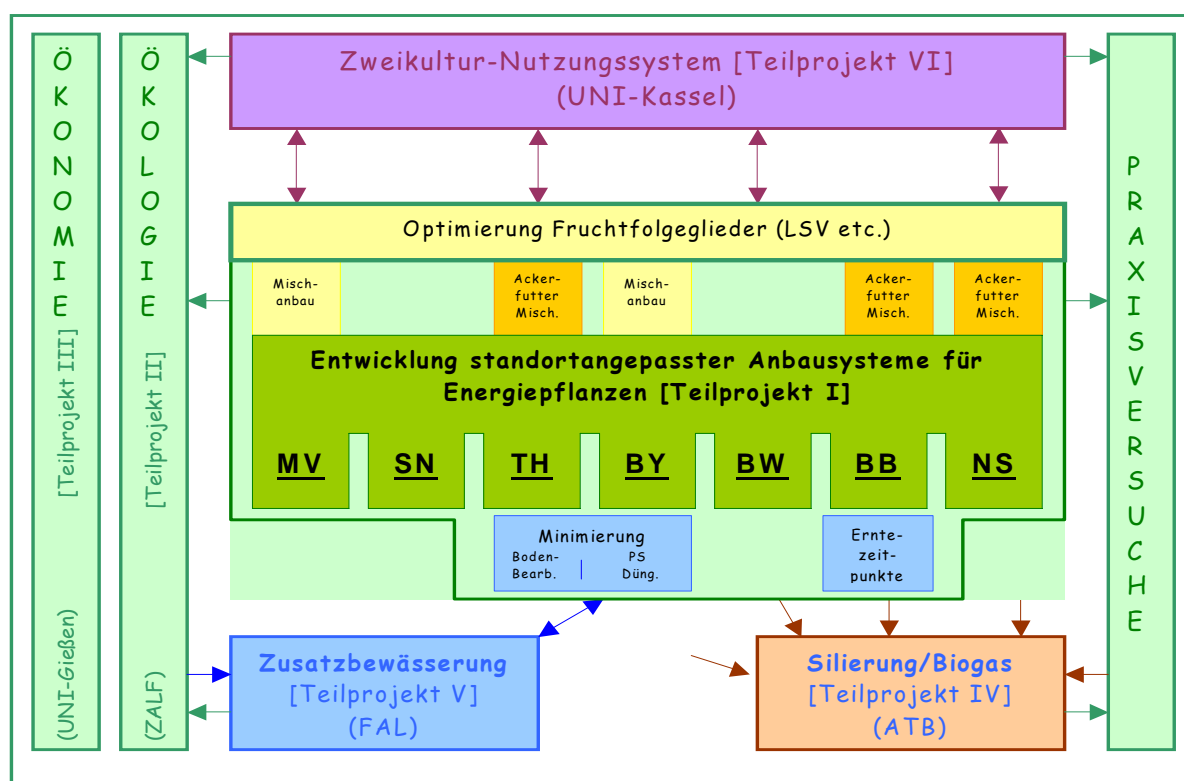 ÖKONOMIE
[Teilprojekt III]
(UNI-Gießen)
ÖKOLOGIE
[Teilprojekt II]
(ZALF)
Zweikultur-Nutzungssystem [Teilprojekt VI]
(UNI-Kassel)
Optimierung Fruchtfolgeglieder (LSV etc.)
Misch-
anbau
Acker-
futter
Misch.
Misch-
anbau
Acker-
futter
Misch.
Acker-
futter
Misch.
Entwicklung standortangepasster Anbausysteme für
Energiepflanzen [Teilprojekt I]
MV SN TH BY BW BB NS
Minimierung
Boden-
Bearb.
PS
Düng.
Ernte-
zeit-
punkte
Zusatzbewässerung
[Teilprojekt V]
(FAL)
Silierung/Biogas
[Teilprojekt IV]
(ATB)
PRAXISVERSUCHE